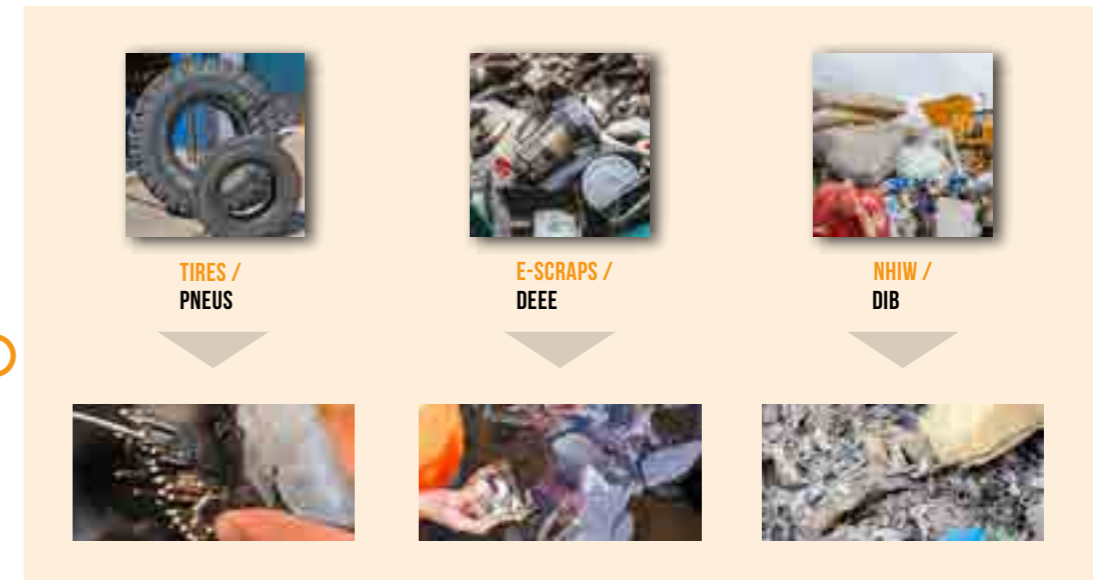 TIRES /
PNEUS
E-SCRAPS /
DEEE
NHIW /
DIB